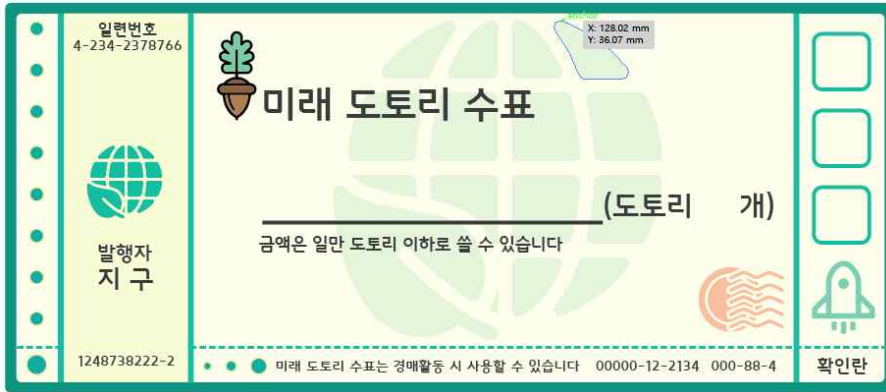 일련번호
4-234-2378766
anchor
X: 128.02 mm
Y: 36.07 mm
미래 도토리 수표
(도토리 개)
금액은 일만 도토리 이하로 쓸 수 있습니다
발행자
지 구
1248738222-2
미래 도토리 수표는 경매활동 시 사용할 수 있습니다 00000-12-2134 000-88-4
확인란